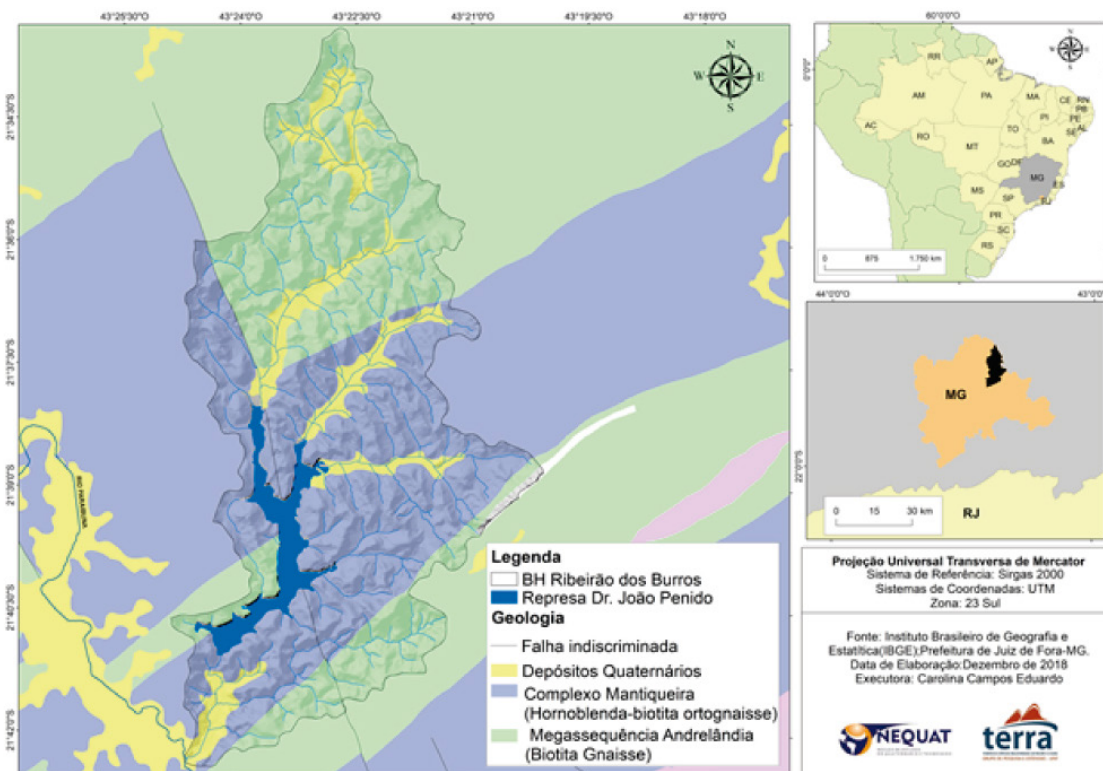 43°25'30"O
43°24'0"O
43°22'30"O
43°21'0"O
43°19'30"O
43°18'0"O
21°34'30"S
21°36'0"S
21°37'30"S
21°39'0"S
21°40'30"S
21°42'0"S
N
W
E
S
RIO PARAIBUNA
Legenda
BH Ribeirão dos Burros
Represa Dr. João Penido
Geologia
Falha indiscriminada
Depósitos Quaternários
Complexo Mantiqueira
(Hornoblenda-biotita ortognaisse)
Megassequência Andrelândia
(Biotita Gnaisse)
60°0'0"O
0°0'0"
N
W
E
S
RR
AP
AM
PA
MA
CE
RN
PB
PI
PE
AC
AL
SE
TO
RO
BA
MT
GO
DF
MG
ES
MS
SP
RJ
PR
SC
RS
0
875
1.750 km
44°0'0"O
43°0'0"O
22°0'0"S
MG
0
15
30 km
RJ
Projeção Universal Transversa de Mercator
Sistema de Referência: Sirgas 2000
Sistemas de Coordenadas: UTM
Zona: 23 Sul
Fonte: Instituto Brasileiro de Geografia e
Estatítica(IBGE);Prefeitura de Juiz de Fora-MG.
Data de Elaboração:Dezembro de 2018
Executora: Carolina Campos Eduardo
NEQUAT
terra